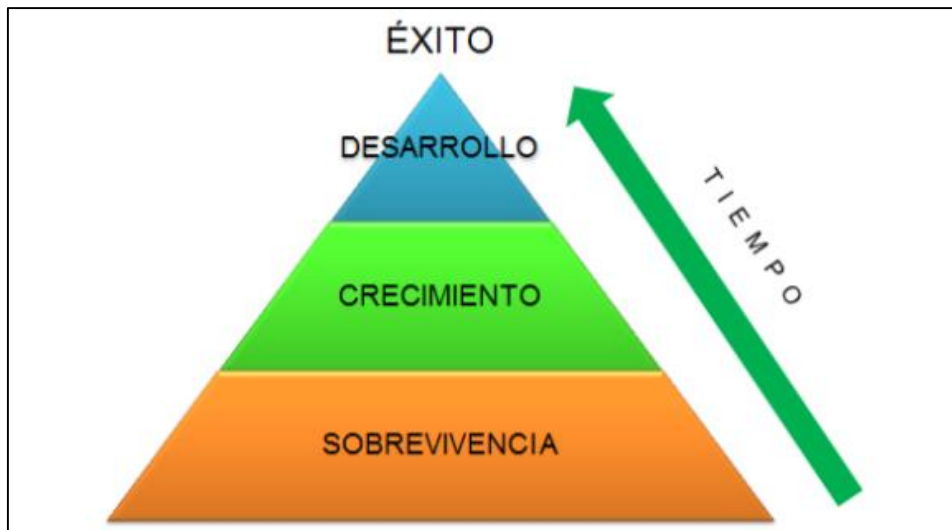 ÉXITO
DESARROLLO
TIEMPO
CRECIMIENTO
SOBREVIVENCIA